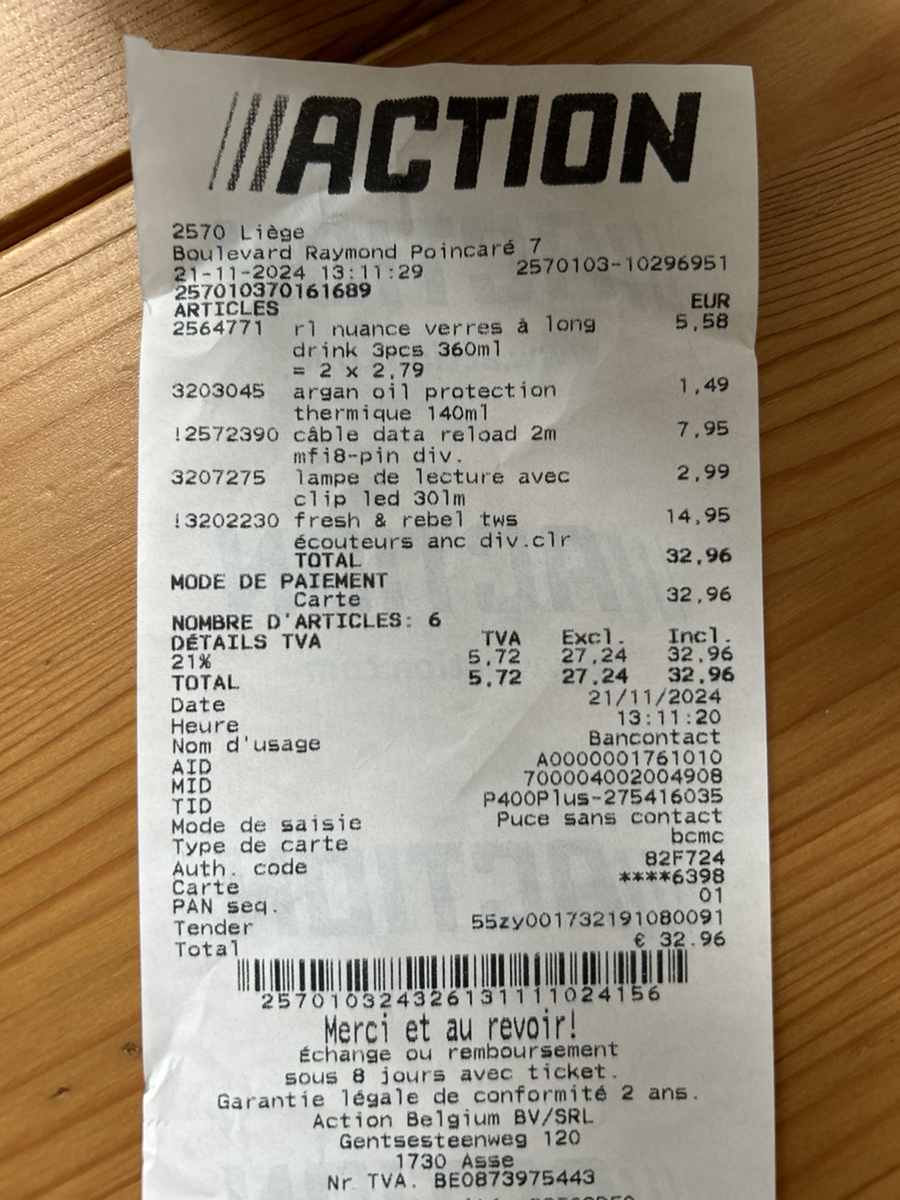 ///ACTION
2570 Liège
Boulevard Raymond Poincaré 7
21-11-2024 13:11:29 2570103-10296951
257010370161689
ARTICLES EUR
2564771 rl nuance verres à long 5,58
drink 3pcs 360ml
= 2 x 2,79
3203045 argan oil protection 1,49
thermique 140ml
!2572390 câble data reload 2m 7,95
mfi8-pin div.
3207275 lampe de lecture avec 2,99
clip led 30lm
!3202230 fresh & rebel tws 14,95
écouteurs anc div.clr
TOTAL 32,96
MODE DE PAIEMENT
Carte 32,96
NOMBRE D'ARTICLES: 6
DÉTAILS TVA TVA Excl. Incl.
21% 5,72 27,24 32,96
TOTAL 5,72 27,24 32,96
Date 21/11/2024
Heure 13:11:20
Nom d'usage Bancontact
AID A0000001761010
MID 700004002004908
TID P400Plus-275416035
Mode de saisie Puce sans contact
Type de carte bcmc
Auth. code 82F724
Carte ****6398
PAN seq. 01
Tender 55zy001732191080091
Total € 32.96
2570103243261311111024156
Merci et au revoir!
Échange ou remboursement
sous 8 jours avec ticket.
Garantie légale de conformité 2 ans.
Action Belgium BV/SRL
Gentsesteenweg 120
1730 Asse
Nr. TVA. BE0873975443